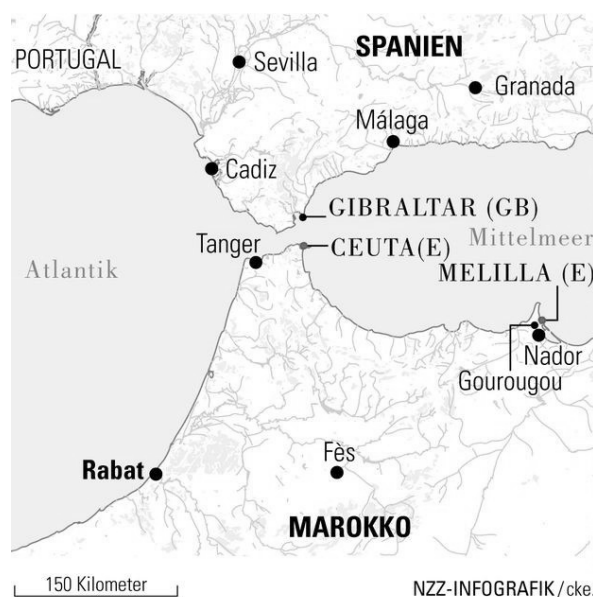 SPANIEN
PORTUGAL
Sevilla
Granada
Málaga
Cadiz
GIBRALTAR (GB)
Tanger
CEUTA(E)
Mittelmeer
Atlantik
MELILLA (E)
Nador
Gourougou
Rabat
Fès
MAROKKO
150 Kilometer
NZZ-INFOGRAFIK/cke.